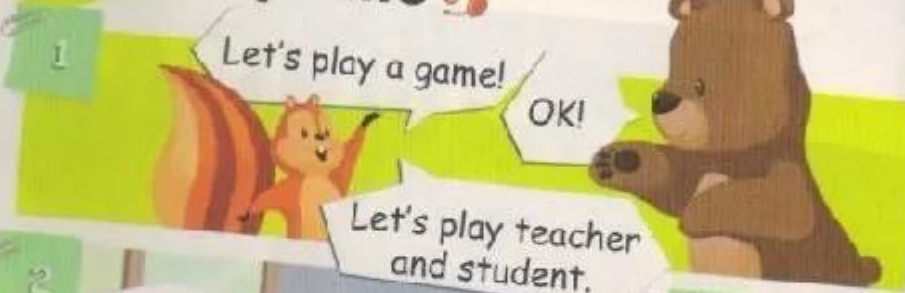 1
Let's play a game!
OK!
Let's play teacher
and student.
2